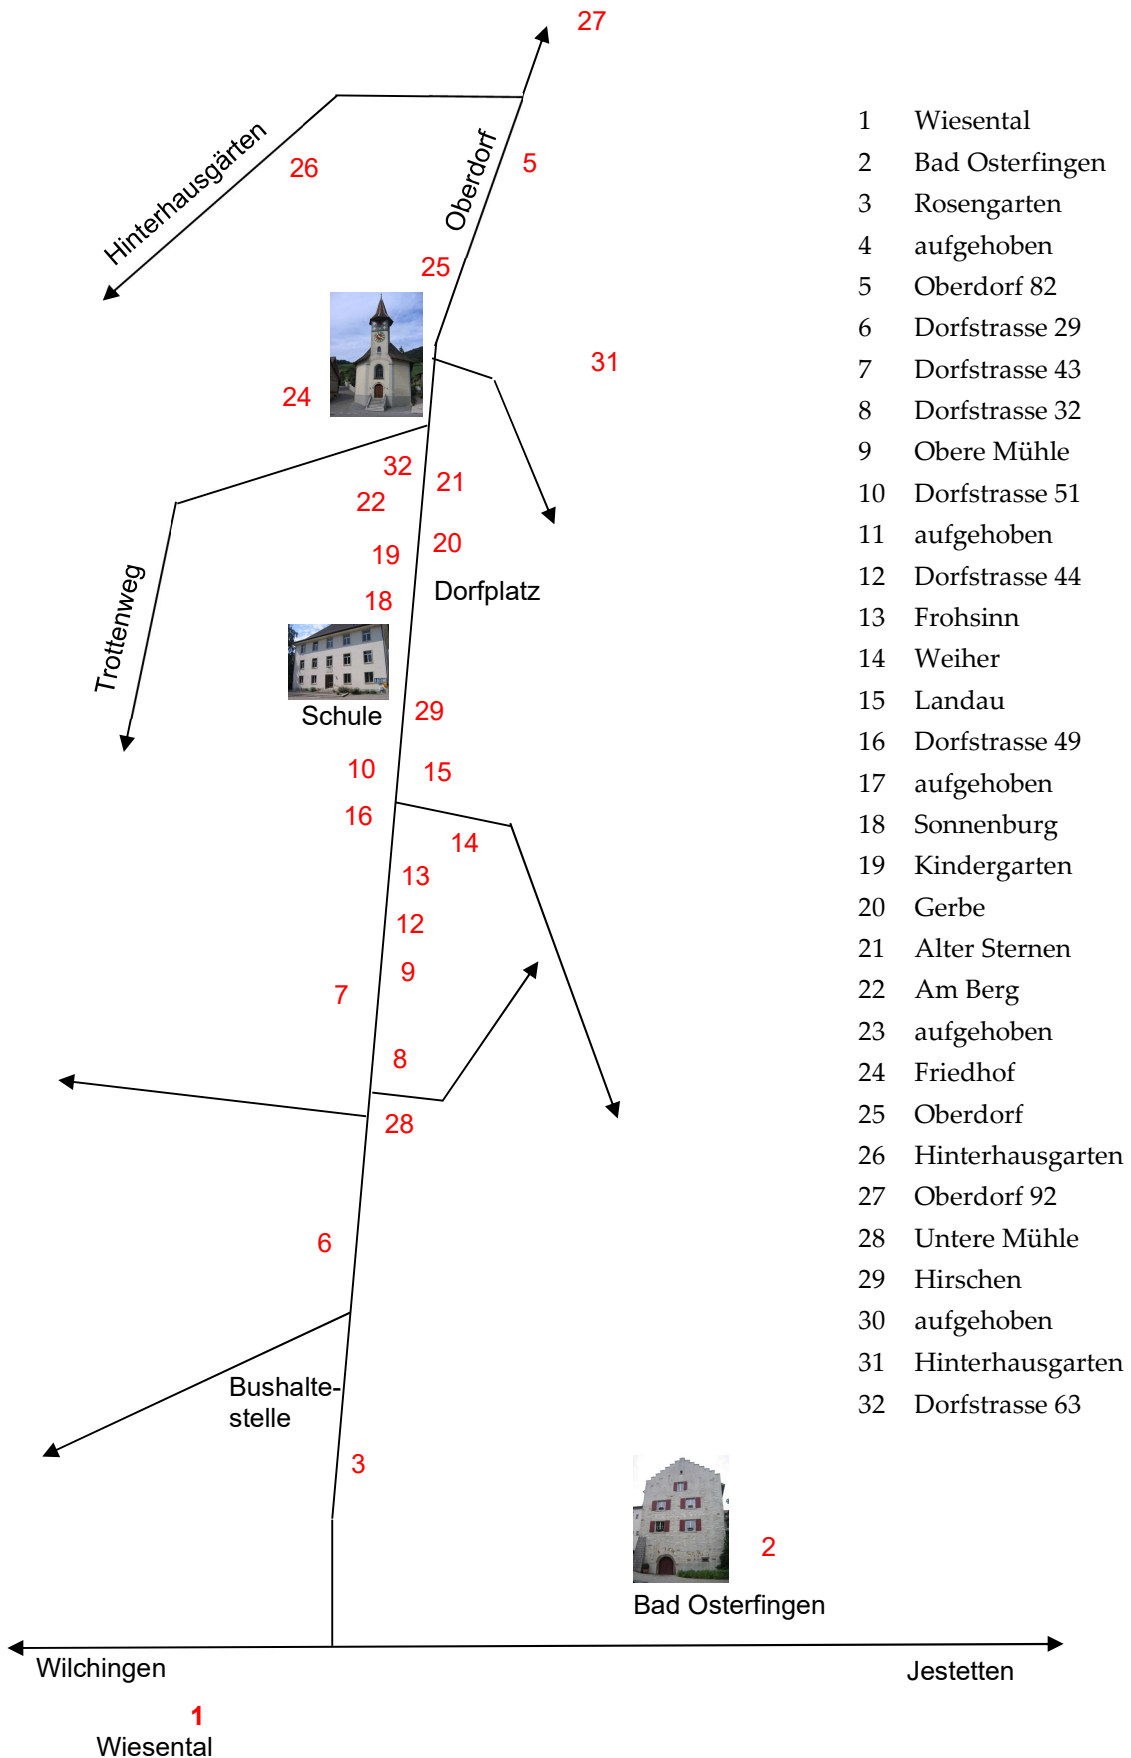 27
Hinterhausgärten
26
Oberdorf
5
25
31
24
32
21
22
20
19
Dorfplatz
18
Trottenweg
Schule
29
10
15
16
14
13
12
9
7
8
28
6
Bushalte-
stelle
3
2
Bad Osterfingen
Wilchingen
Jestetten
1
Wiesental
1 Wiesental
2 Bad Osterfingen
3 Rosengarten
4 aufgehoben
5 Oberdorf 82
6 Dorfstrasse 29
7 Dorfstrasse 43
8 Dorfstrasse 32
9 Obere Mühle
10 Dorfstrasse 51
11 aufgehoben
12 Dorfstrasse 44
13 Frohsinn
14 Weiher
15 Landau
16 Dorfstrasse 49
17 aufgehoben
18 Sonnenburg
19 Kindergarten
20 Gerbe
21 Alter Sternen
22 Am Berg
23 aufgehoben
24 Friedhof
25 Oberdorf
26 Hinterhausgarten
27 Oberdorf 92
28 Untere Mühle
29 Hirschen
30 aufgehoben
31 Hinterhausgarten
32 Dorfstrasse 63